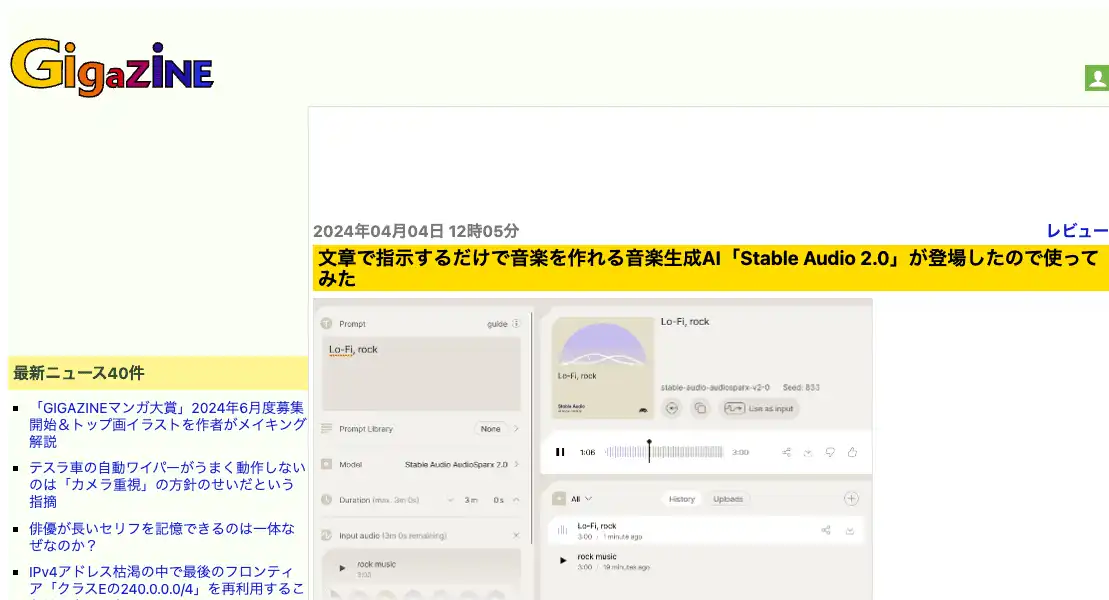 GIGAZINE
2024年04月04日 12時05分
レビュー
文章で指示するだけで音楽を作れる音楽生成AI「Stable Audio 2.0」が登場したので使って
みた
Prompt
guide
Lo-Fi, rock
Prompt Library
None
Model
Stable Audio AudioSparx 2.0
Duration (max. 3m 0s)
3 m
0 s
Input audio (3m 0s remaining)
rock music
3:00
Lo-Fi, rock
Lo-Fi, rock
Stable Audio
stable-audio-audiosparx-v2-0
Seed: 833
Use as input
1:06
3:00
All
History
Uploads
Lo-Fi, rock
3:00
1 minute ago
rock music
3:00
19 minutes ago
最新ニュース40件
「GIGAZINEマンガ大賞」2024年6月度募集
開始＆トップ画イラストを作者がメイキング
解説
テスラ車の自動ワイパーがうまく動作しない
のは「カメラ重視」の方針のせいだという
指摘
俳優が長いセリフを記憶できるのは一体な
ぜなのか？
IPv4アドレス枯渇の中で最後のフロンティ
ア「クラスEの240.0.0.0/4」を再利用するこ